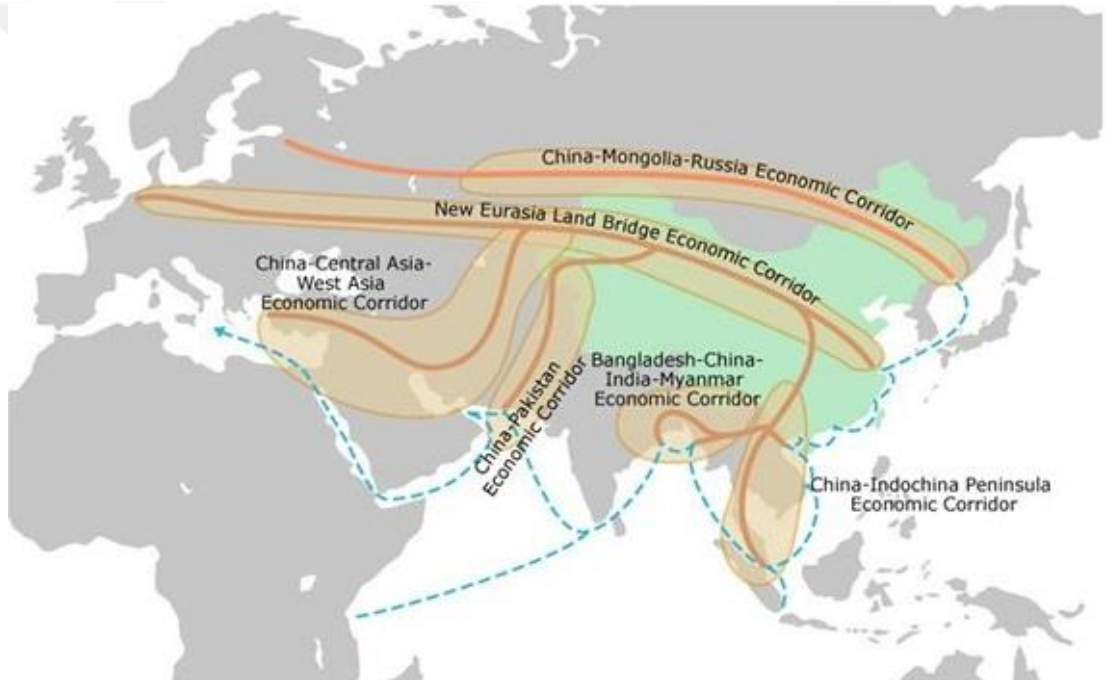 China-Mongolia-Russia Economic Corridor
New Eurasia Land Bridge Economic Corridor
China-Central Asia-
West Asia
Economic Corridor
China-Pakistan
Economic Corridor
Bangladesh-China-
India-Myanmar
Economic Corridor
China-Indochina Peninsula
Economic Corridor